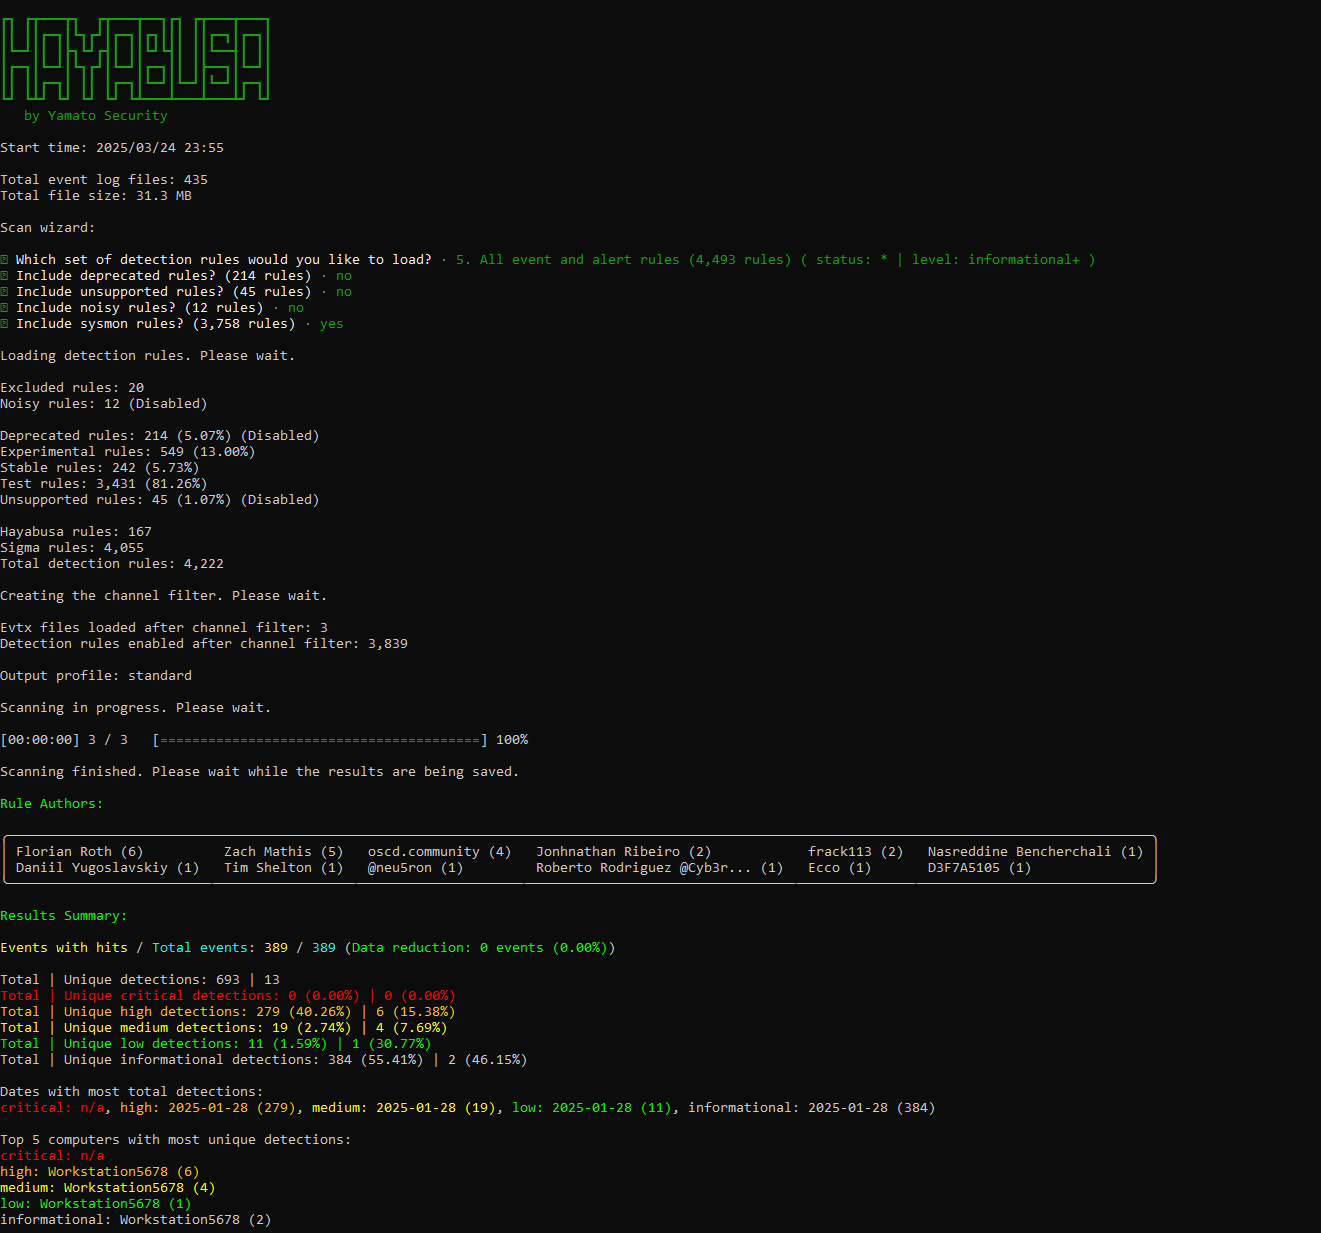 HAYABUSA
by Yamato Security
Start time: 2025/03/24 23:55
Total event log files: 435
Total file size: 31.3 MB
Scan wizard:
Which set of detection rules would you like to load? · 5. All event and alert rules (4,493 rules) ( status: * | level: informational+ )
Include deprecated rules? (214 rules) · no
Include unsupported rules? (45 rules) · no
Include noisy rules? (12 rules) · no
Include sysmon rules? (3,758 rules) · yes
Loading detection rules. Please wait.
Excluded rules: 20
Noisy rules: 12 (Disabled)
Deprecated rules: 214 (5.07%) (Disabled)
Experimental rules: 549 (13.00%)
Stable rules: 242 (5.73%)
Test rules: 3,431 (81.26%)
Unsupported rules: 45 (1.07%) (Disabled)
Hayabusa rules: 167
Sigma rules: 4,055
Total detection rules: 4,222
Creating the channel filter. Please wait.
Evtx files loaded after channel filter: 3
Detection rules enabled after channel filter: 3,839
Output profile: standard
Scanning in progress. Please wait.
[00:00:00] 3 / 3   [========================================] 100%
Scanning finished. Please wait while the results are being saved.
Rule Authors:
Florian Roth (6) Zach Mathis (5) oscd.community (4) Jonhnathan Ribeiro (2) frack113 (2) Nasreddine Bencherchali (1)
Daniil Yugoslavskiy (1) Tim Shelton (1) @neu5ron (1) Roberto Rodriguez @Cyb3r... (1) Ecco (1) D3F7A5105 (1)
Results Summary:
Events with hits / Total events: 389 / 389 (Data reduction: 0 events (0.00%))
Total | Unique detections: 693 | 13
Total | Unique critical detections: 0 (0.00%) | 0 (0.00%)
Total | Unique high detections: 279 (40.26%) | 6 (15.38%)
Total | Unique medium detections: 19 (2.74%) | 4 (7.69%)
Total | Unique low detections: 11 (1.59%) | 1 (30.77%)
Total | Unique informational detections: 384 (55.41%) | 2 (46.15%)
Dates with most total detections:
critical: n/a, high: 2025-01-28 (279), medium: 2025-01-28 (19), low: 2025-01-28 (11), informational: 2025-01-28 (384)
Top 5 computers with most unique detections:
critical: n/a
high: Workstation5678 (6)
medium: Workstation5678 (4)
low: Workstation5678 (1)
informational: Workstation5678 (2)